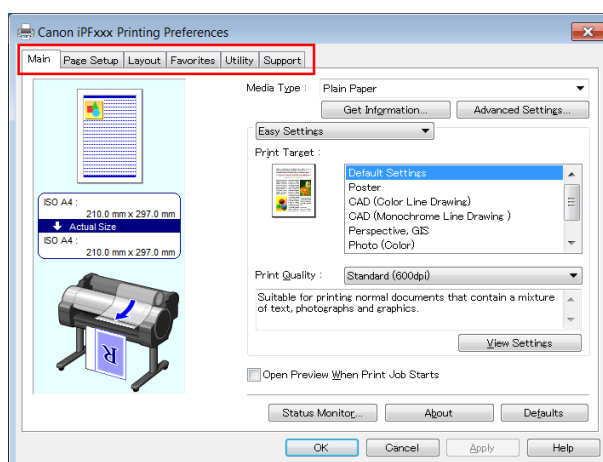 Canon iPFxxx Printing Preferences
Main Page Setup Layout Favorites Utility Support
Media Type : Plain Paper
Get Information... Advanced Settings...
Easy Settings
Print Target :
Default Settings
Poster
CAD (Color Line Drawing)
CAD (Monochrome Line Drawing )
Perspective, GIS
Photo (Color)
ISO A4 :
210.0 mm x 297.0 mm
Actual Size
ISO A4 :
210.0 mm x 297.0 mm
Print Quality : Standard (600dpi)
Suitable for printing normal documents that contain a mixture
of text, photographs and graphics.
View Settings
R
Open Preview When Print Job Starts
Status Monitor... About Defaults
OK Cancel Apply Help